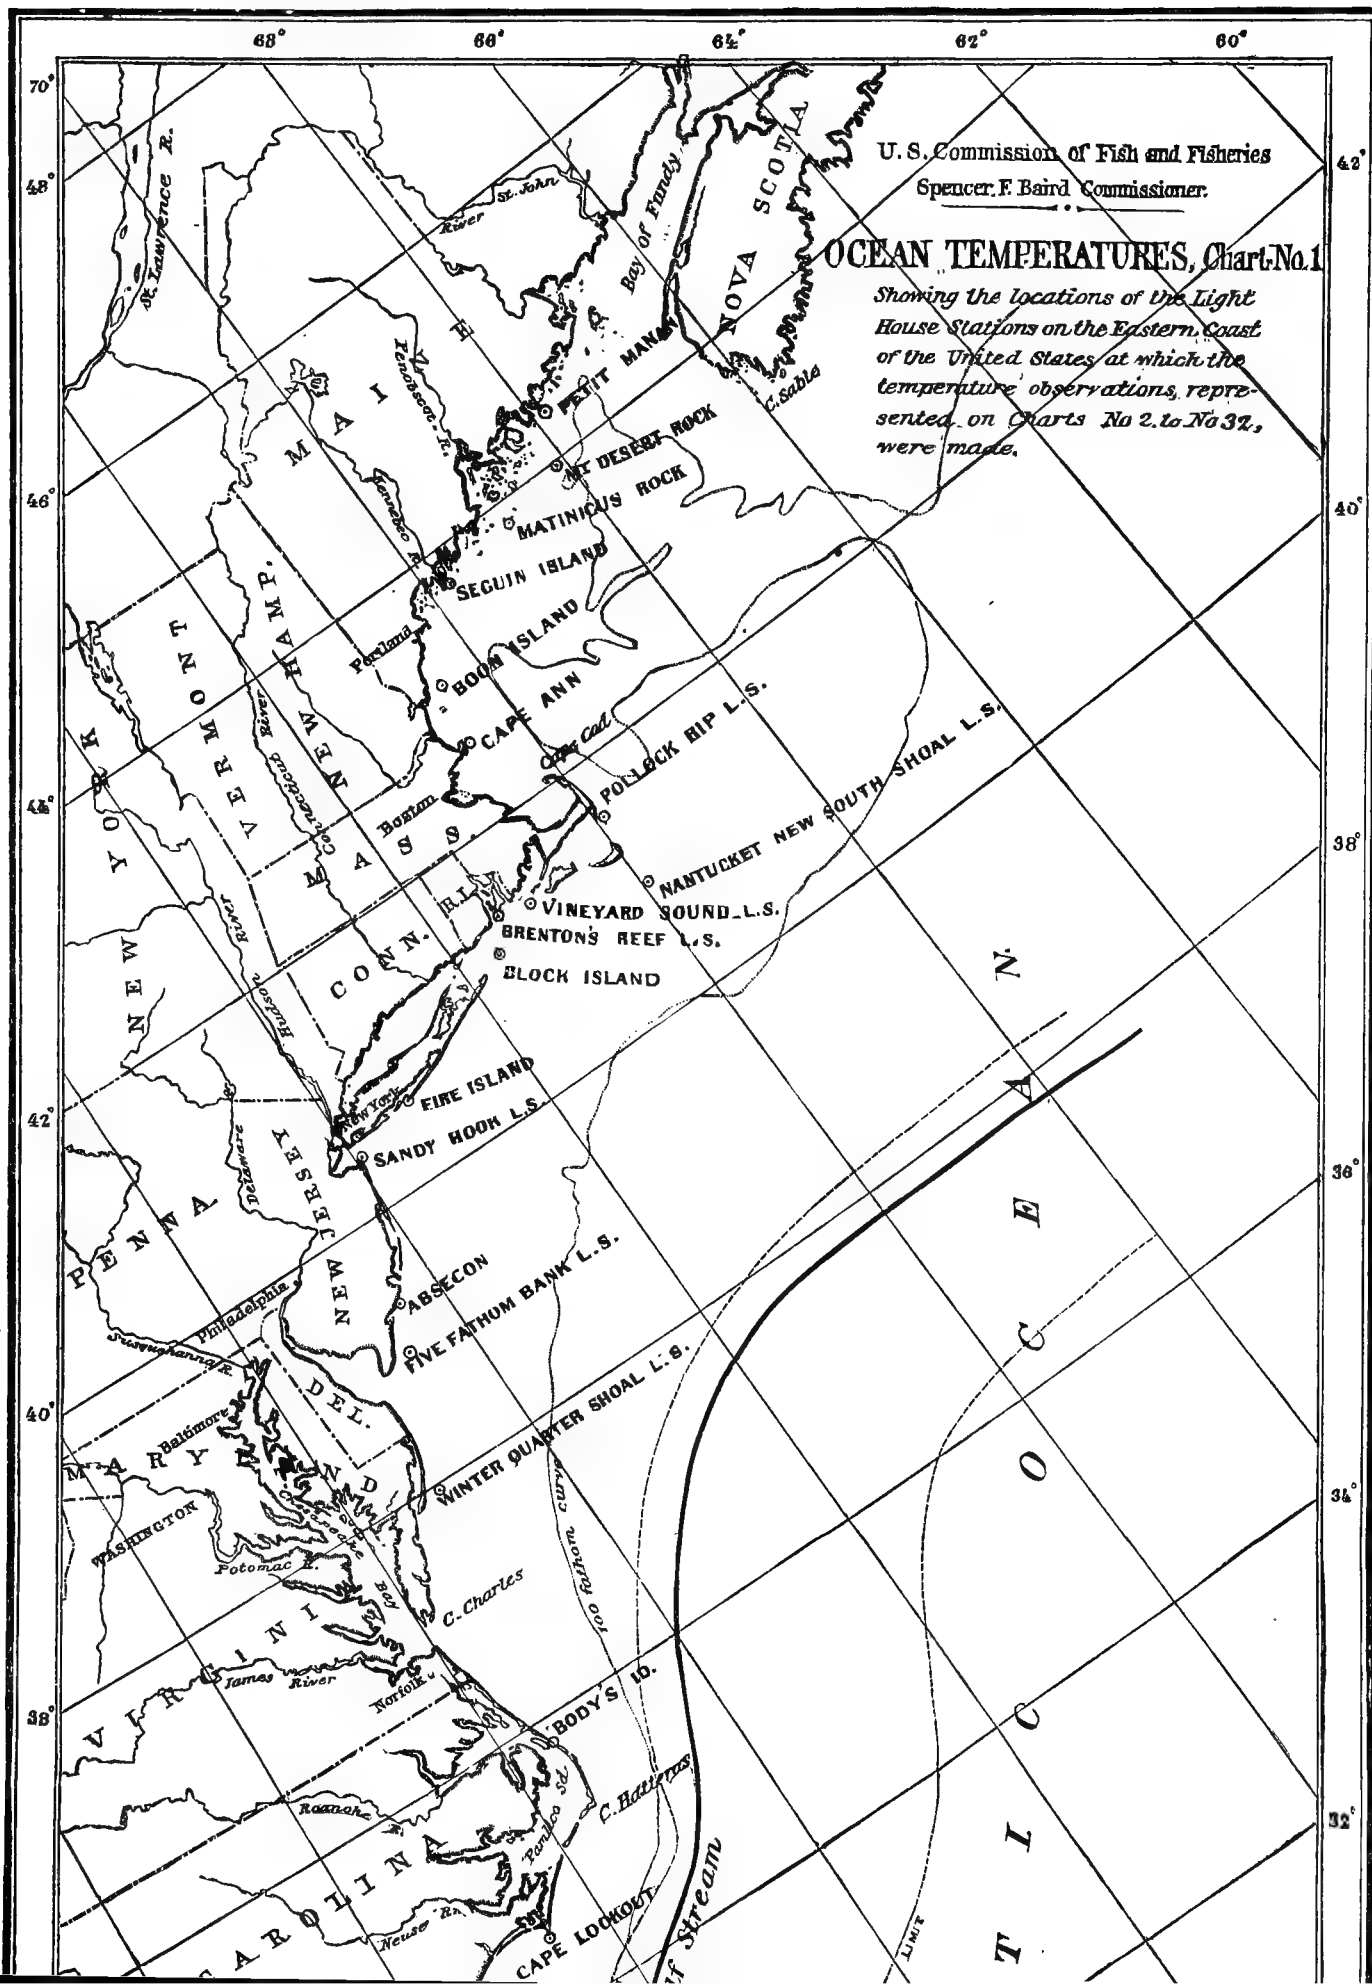 68° 66° 64° 62° 60°
70°
48°
46°
44°
42°
40°
38°
42°
40°
38°
36°
34°
32°
U. S. Commission of Fish and Fisheries
Spencer. F. Baird Commissioner.
OCEAN TEMPERATURES, Chart No. 1
Showing the locations of the Light
House Stations on the Eastern Coast
of the United States at which the
temperature observations, repre-
sented on Charts No 2. to No 32,
were made.
St. Lawrence R.
River St. John
Bay of Fundy
NOVA SCOTIA
C. Sable
MAINE
Penobscot R.
Kennebec R.
PETIT MANAN
MT DESERT ROCK
MATINICUS ROCK
SEGUIN ISLAND
Portland
BOON ISLAND
CAPE ANN
Cape Cod
POLLOCK RIP L.S.
NANTUCKET NEW SOUTH SHOAL L.S.
VERMONT
NEW HAMP.
Connecticut River
Boston
MASS.
R.I.
CONN.
VINEYARD SOUND L.S.
BRENTON'S REEF L.S.
BLOCK ISLAND
NEW YORK
Hudson River
New York
FIRE ISLAND
SANDY HOOK L.S.
Delaware
NEW JERSEY
PENNA
Philadelphia
Susquehanna R.
ABSECON
FIVE FATHUM BANK L.S.
DEL.
Baltimore
MARYLAND
WINTER QUARTER SHOAL L.S.
WASHINGTON
Potomac R.
Chesapeake Bay
C. Charles
100 fathom curve
VIRGINIA
James River
Norfolk
BODY'S ID.
Roanoke
C. Hatteras
Pamlico Sd.
CAROLINA
Neuse R.
CAPE LOOKOUT
lf Stream
LIMIT
TLC OCEAN